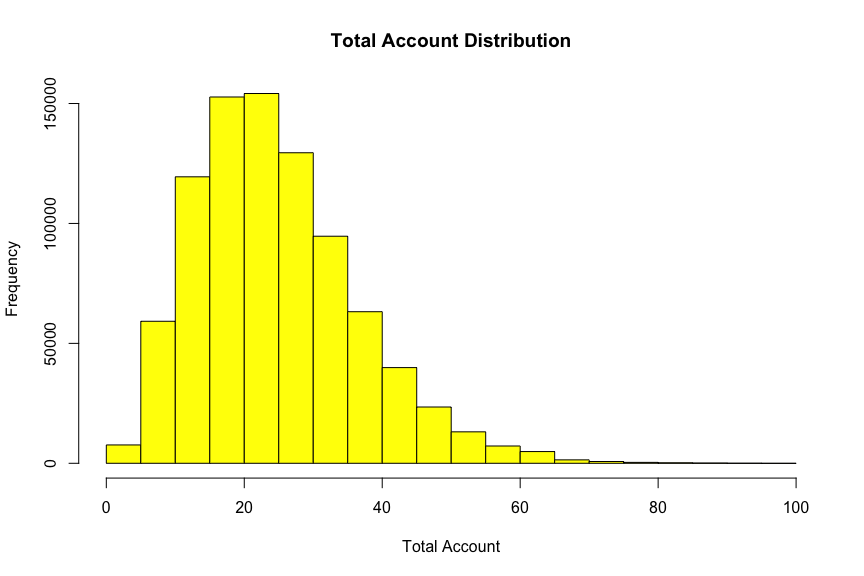 Total Account Distribution
150000
100000
50000
0
Frequency
0 20 40 60 80 100
Total Account